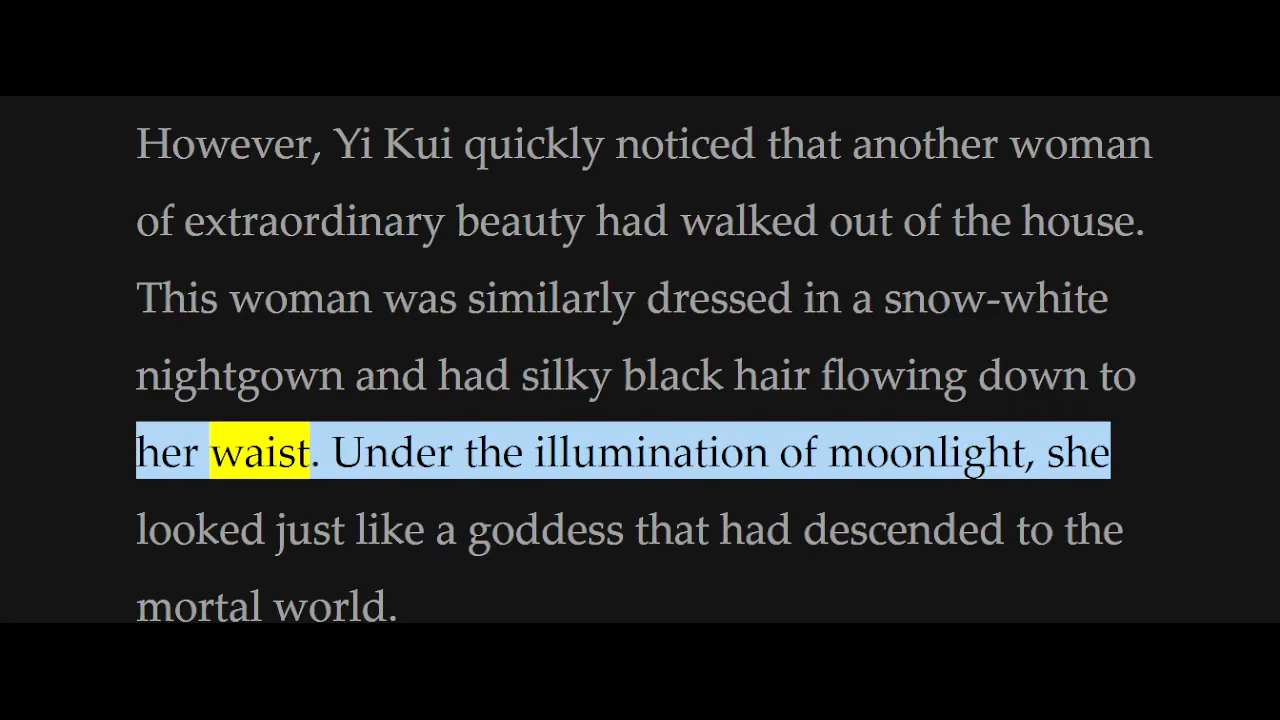 However, Yi Kui quickly noticed that another woman
of extraordinary beauty had walked out of the house.
This woman was similarly dressed in a snow-white
nightgown and had silky black hair flowing down to
her waist. Under the illumination of moonlight, she
looked just like a goddess that had descended to the
mortal world.